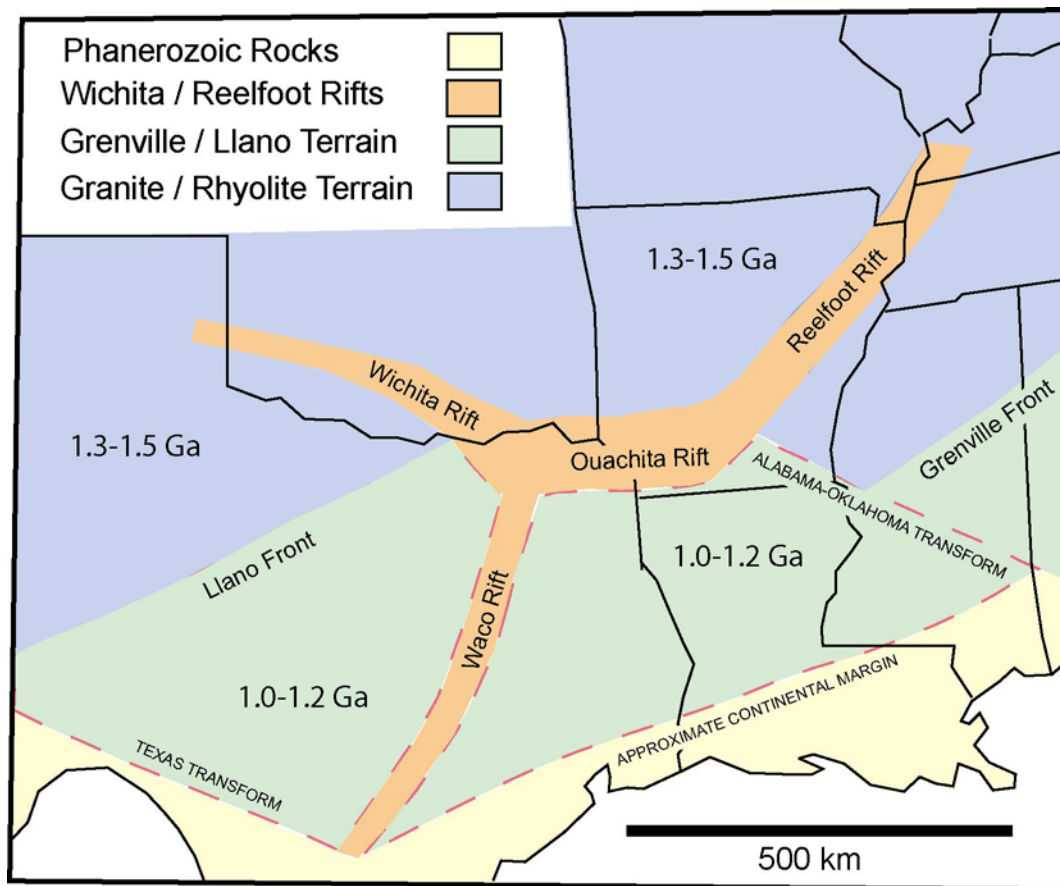 Phanerozoic Rocks
Wichita / Reelfoot Rifts
Grenville / Llano Terrain
Granite / Rhyolite Terrain
1.3-1.5 Ga
Reelfoot Rift
Wichita Rift
1.3-1.5 Ga
Ouachita Rift
Grenville Front
ALABAMA-OKLAHOMA TRANSFORM
Llano Front
1.0-1.2 Ga
Waco Rift
1.0-1.2 Ga
APPROXIMATE CONTINENTAL MARGIN
TEXAS TRANSFORM
500 km